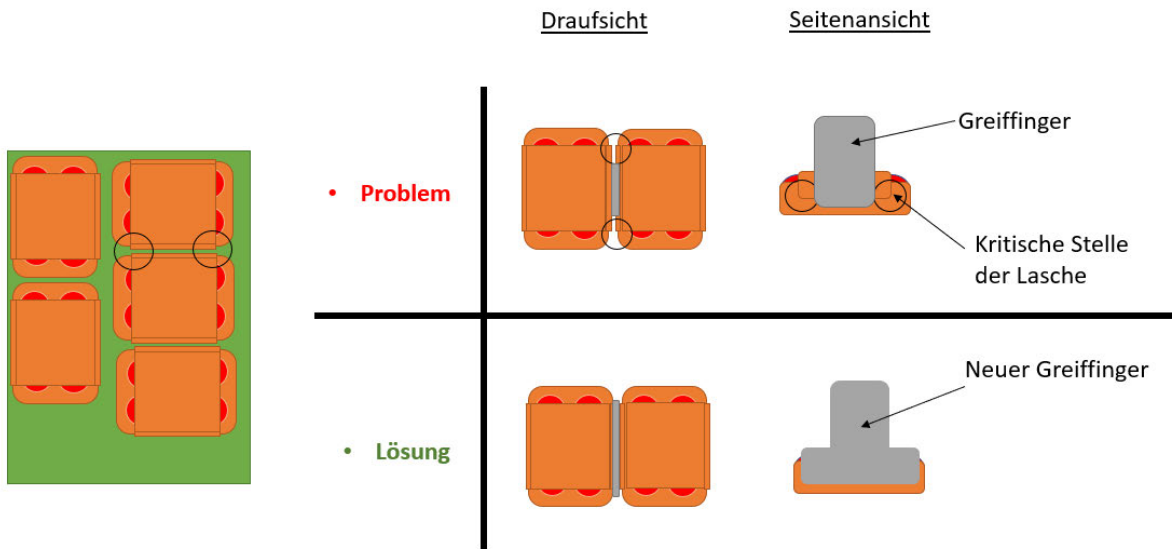 Draufsicht
Seitenansicht
Greiffinger
• Problem
Kritische Stelle
der Lasche
Neuer Greiffinger
• Lösung